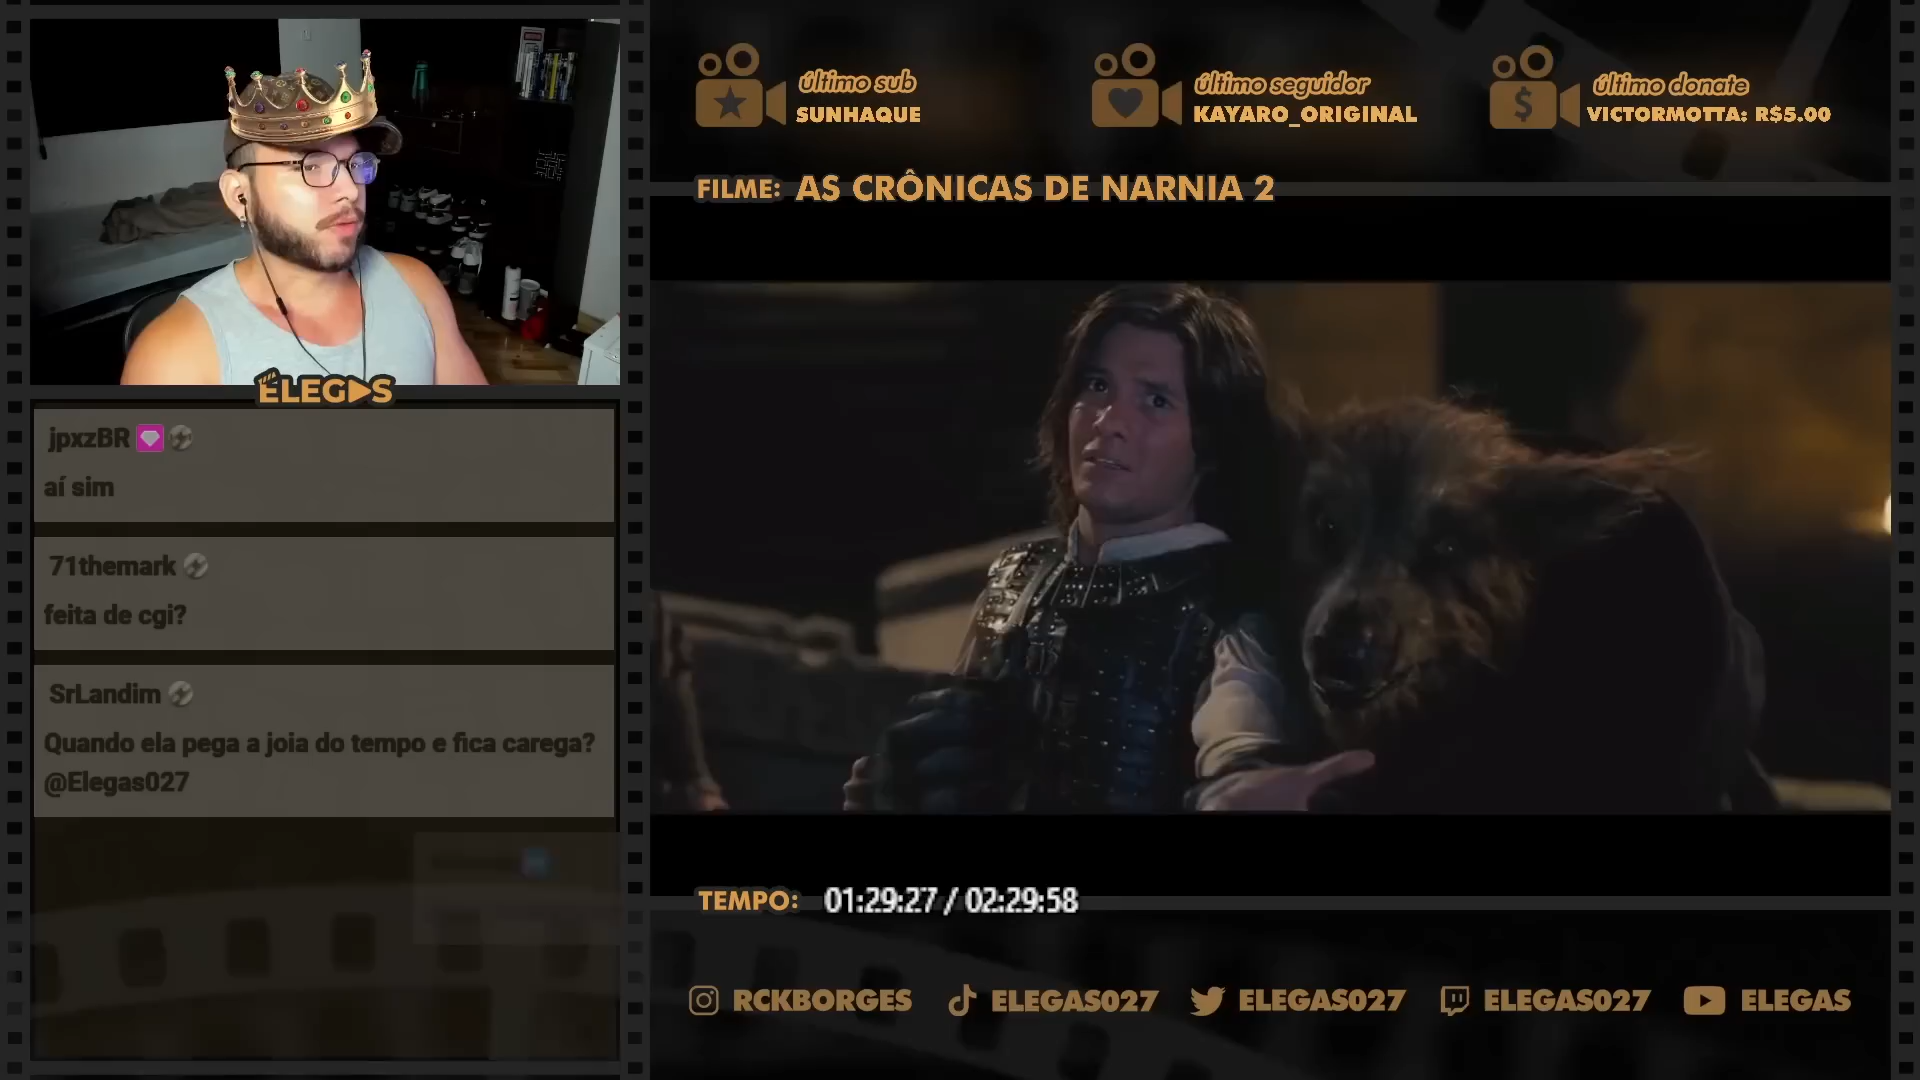 último sub
SUNHAQUE
último seguidor
KAYARO_ORIGINAL
último donate
VICTORMOTTA: R$5.00
FILME: AS CRÔNICAS DE NARNIA 2
ELEGAS
jpxzBR
aí sim
71themark
feita de cgi?
SrLandim
Quando ela pega a joia do tempo e fica carega?
@Elegas027
TEMPO: 01:29:27 / 02:29:58
RCKBORGES
ELEGAS027
ELEGAS027
ELEGAS027
ELEGAS